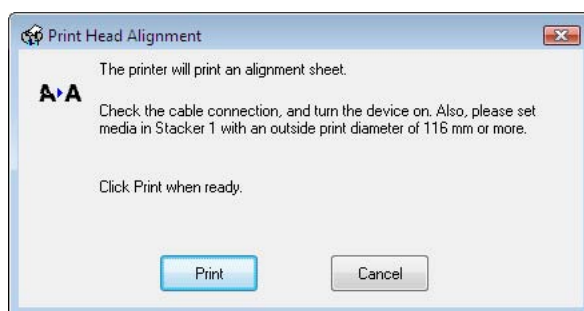 Print Head Alignment
The printer will print an alignment sheet.
A▸A
Check the cable connection, and turn the device on. Also, please set
media in Stacker 1 with an outside print diameter of 116 mm or more.
Click Print when ready.
Print
Cancel